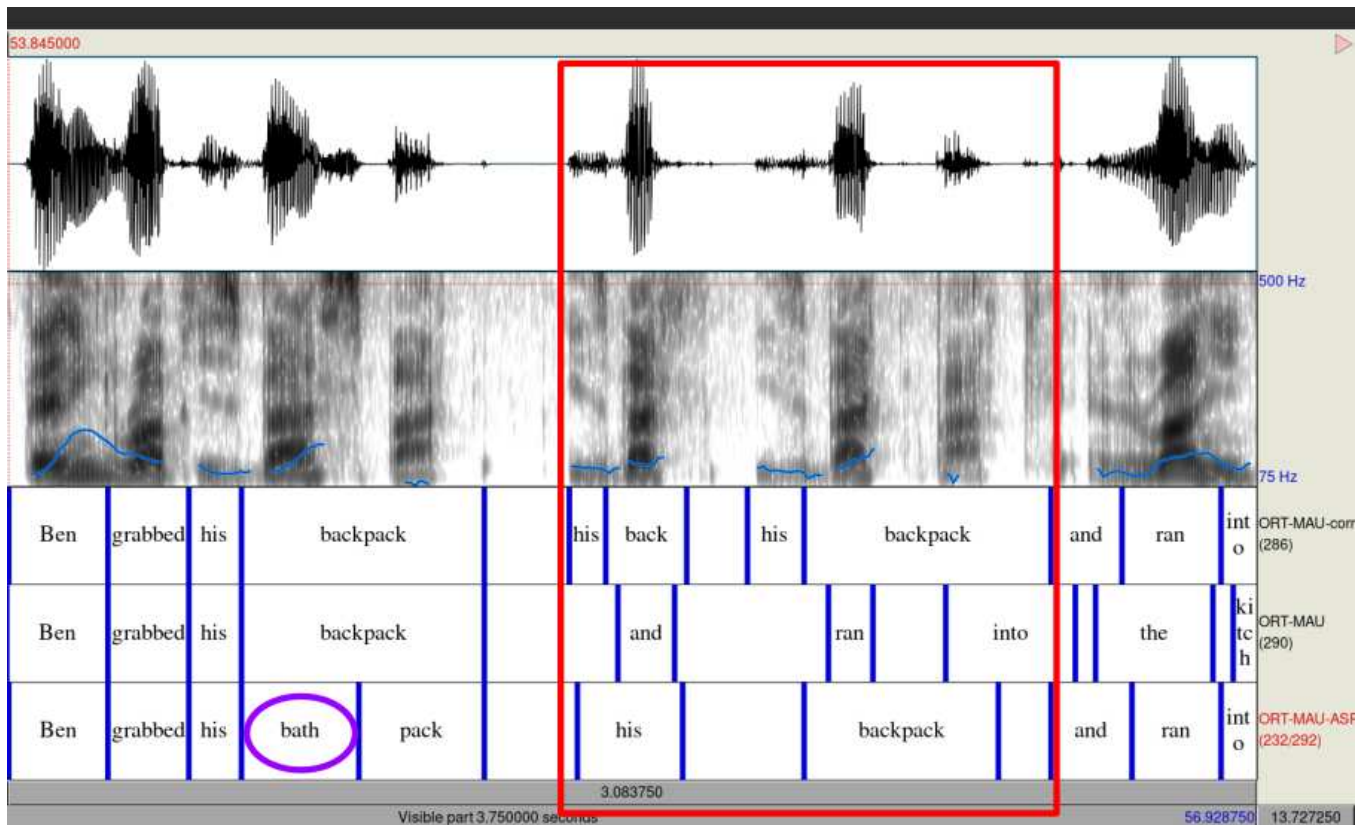 53.845000
500 Hz
75 Hz
Ben grabbed his backpack his back his backpack and ran int o ORT-MAU-corr (286)
Ben grabbed his backpack and ran into the ki tc h ORT-MAU (290)
Ben grabbed his bath pack his backpack and ran int o ORT-MAU-ASR (232/292)
3.083750
Visible part 3.750000 seconds 56.928750 13.727250